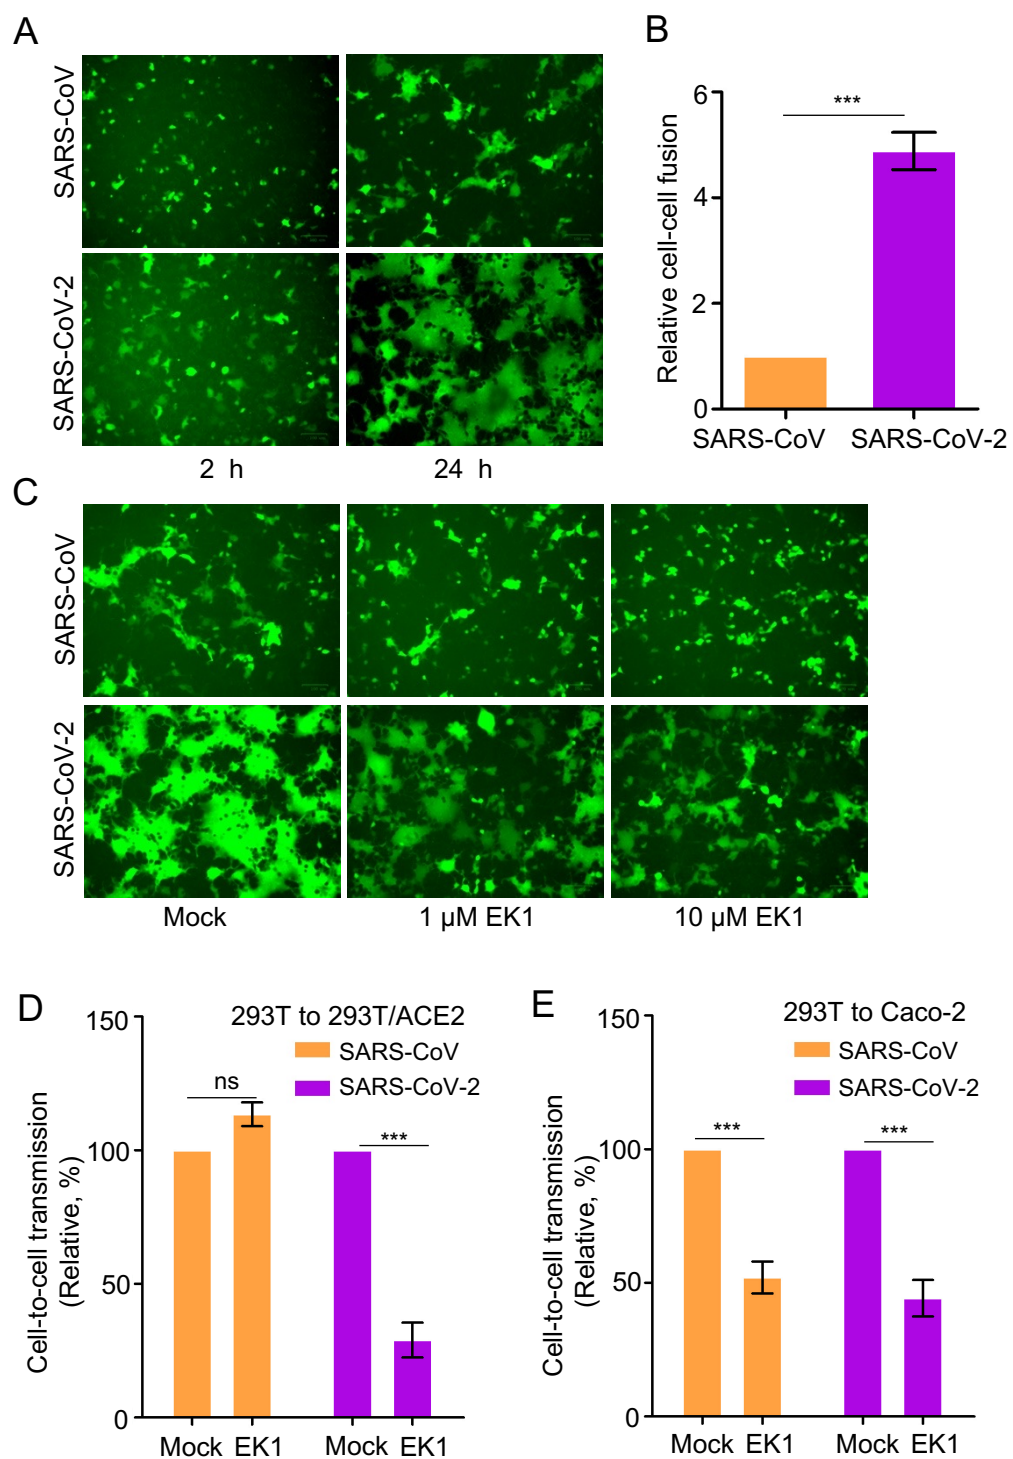 A
SARS-CoV
SARS-CoV-2
2 h
24 h
B
Relative cell-cell fusion
6
4
2
0
***
SARS-CoV
SARS-CoV-2
C
SARS-CoV
SARS-CoV-2
Mock
1 µM EK1
10 µM EK1
D
293T to 293T/ACE2
SARS-CoV
SARS-CoV-2
Cell-to-cell transmission
(Relative, %)
150
100
50
0
ns
***
Mock EK1
Mock EK1
E
293T to Caco-2
SARS-CoV
SARS-CoV-2
Cell-to-cell transmission
(Relative, %)
150
100
50
0
***
***
Mock EK1
Mock EK1